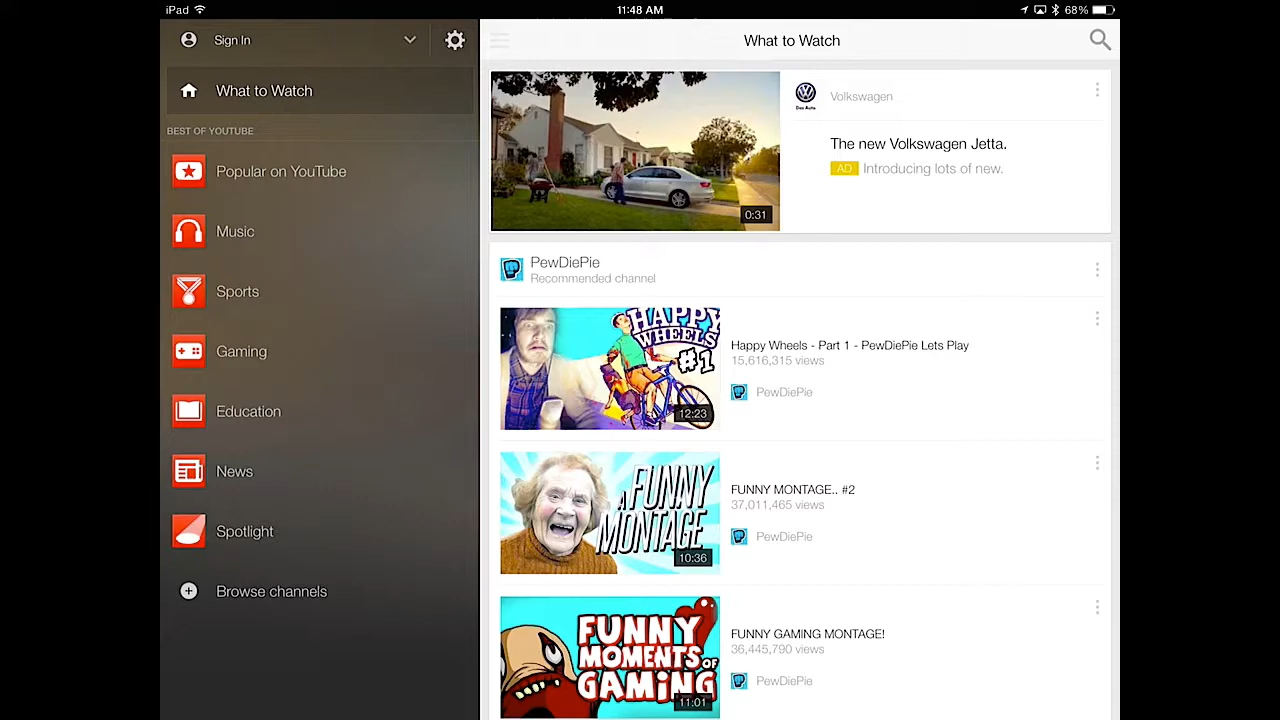 iPad
11:48 AM
68%
Sign In
What to Watch
BEST OF YOUTUBE
Popular on YouTube
Music
Sports
Gaming
Education
News
Spotlight
Browse channels
What to Watch
0:31
Das Auto.
Volkswagen
The new Volkswagen Jetta.
AD Introducing lots of new.
PewDiePie
Recommended channel
HAPPY
WHEELS
#1
12:23
Happy Wheels - Part 1 - PewDiePie Lets Play
15,616,315 views
PewDiePie
A FUNNY
MONTAGE
10:36
FUNNY MONTAGE.. #2
37,011,465 views
PewDiePie
FUNNY
MOMENTS OF
GAMING
11:01
FUNNY GAMING MONTAGE!
36,445,790 views
PewDiePie